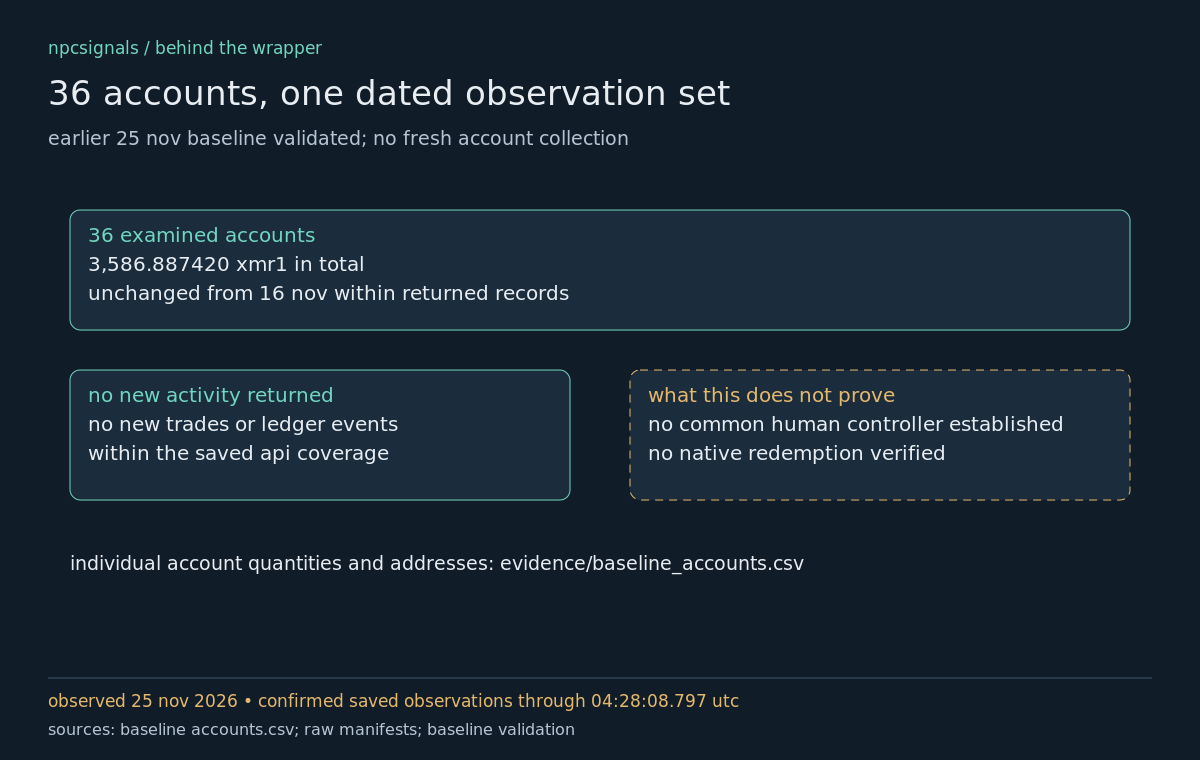 npcsignals / behind the wrapper
36 accounts, one dated observation set
earlier 25 nov baseline validated; no fresh account collection
36 examined accounts
3,586.887420 xmr1 in total
unchanged from 16 nov within returned records
no new activity returned
no new trades or ledger events
within the saved api coverage
what this does not prove
no common human controller established
no native redemption verified
individual account quantities and addresses: evidence/baseline_accounts.csv
observed 25 nov 2026 • confirmed saved observations through 04:28:08.797 utc
sources: baseline accounts.csv; raw manifests; baseline validation